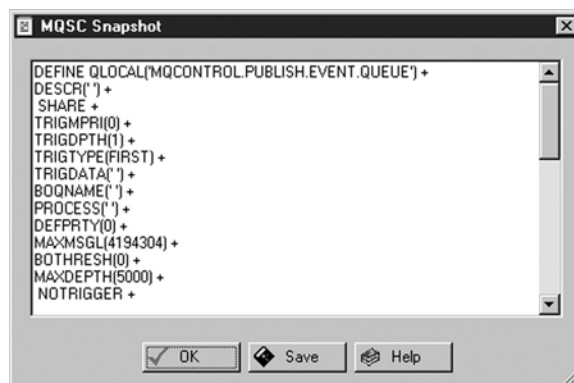 MQSC Snapshot
DEFINE QLOCAL('MQCONTROL.PUBLISH.EVENT.QUEUE') +
DESCR(' ') +
SHARE +
TRIGMPRI(0) +
TRIGDPTH(1) +
TRIGTYPE(FIRST) +
TRIGDATA(' ') +
BOQNAME(' ') +
PROCESS(' ') +
DEFPRTY(0) +
MAXMSGL(4194304) +
BOTHRESH(0) +
MAXDEPTH(5000) +
NOTRIGGER +
OK Save Help